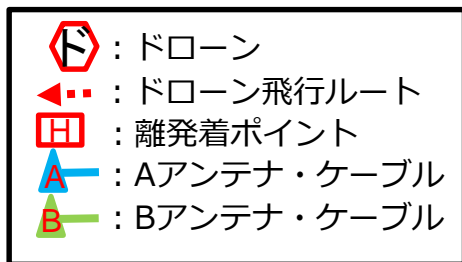 ド：ドローン
：ドローン飛行ルート
H：離発着ポイント
A：Aアンテナ・ケーブル
B：Bアンテナ・ケーブル